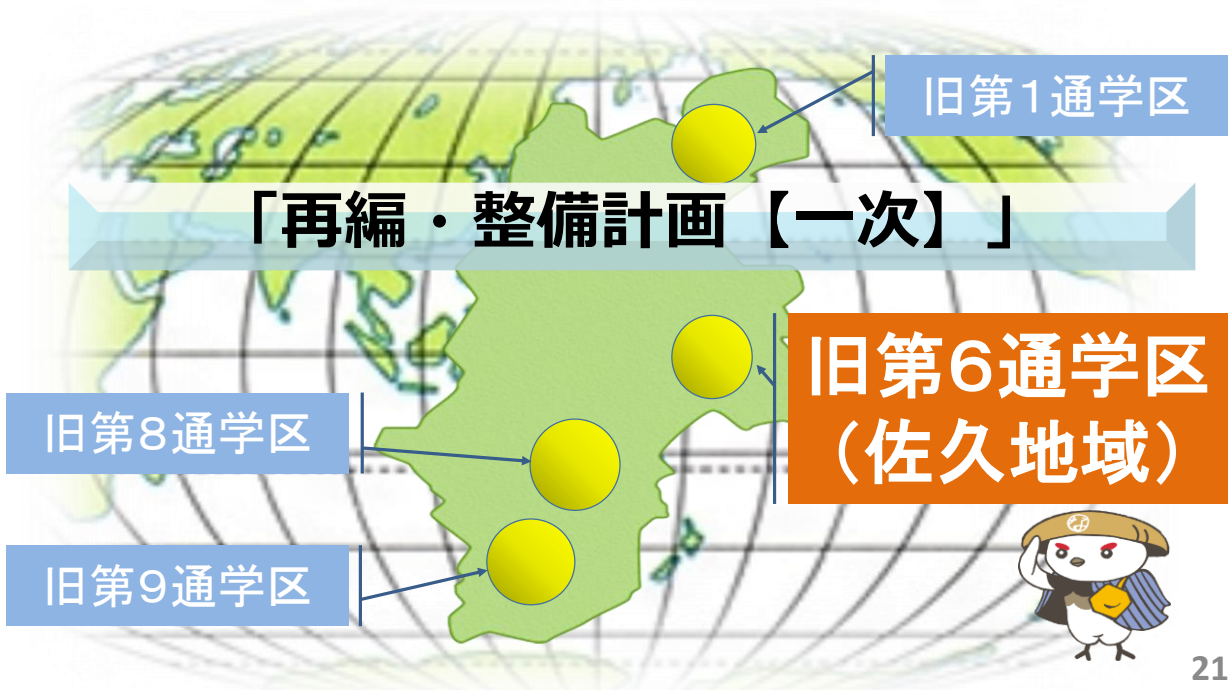 旧第1通学区
「再編・整備計画【一次】」
旧第6通学区
（佐久地域）
旧第8通学区
旧第9通学区
な
21